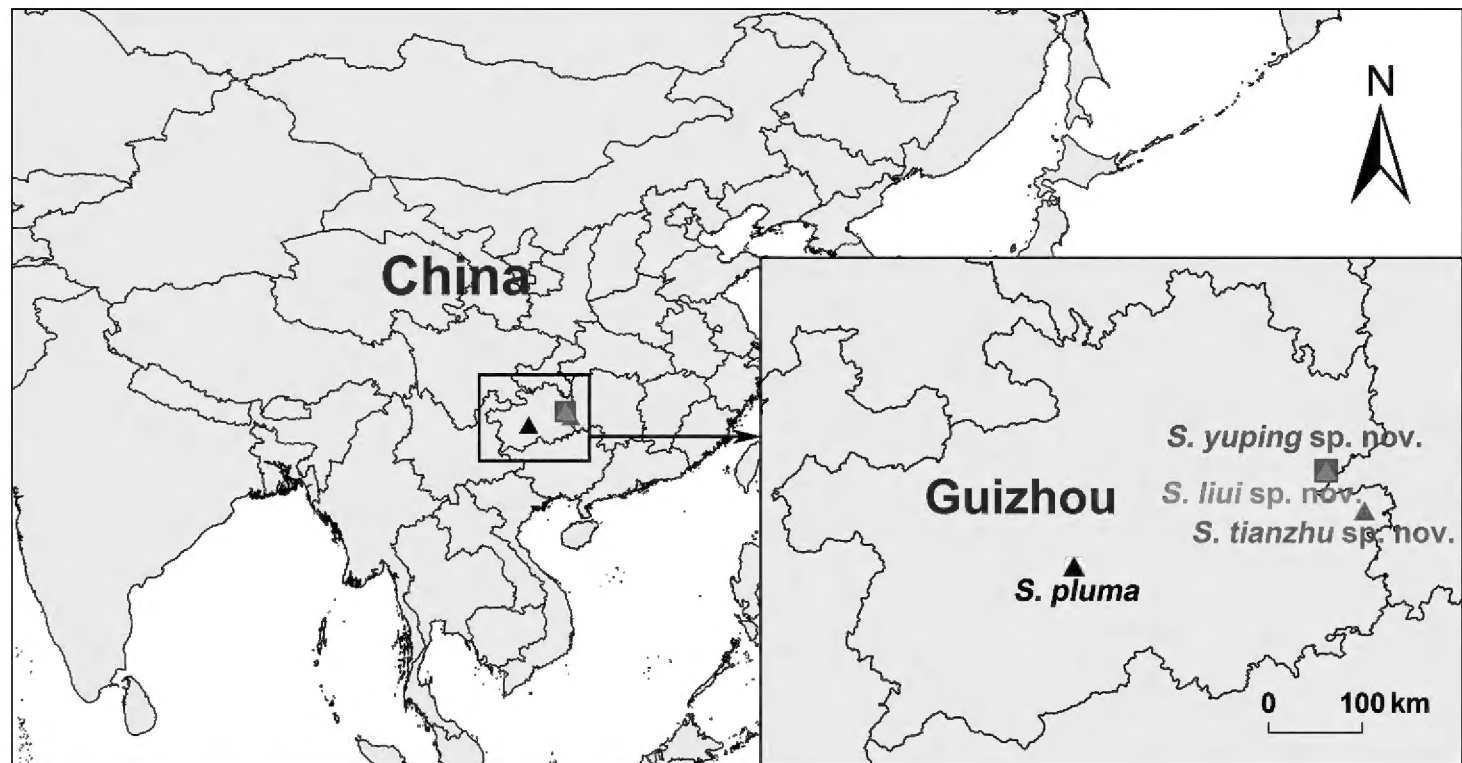 N
China
S. yuping sp. nov.
Guizhou
S. liui sp. nov.
S. tianzhu sp. nov.
S. pluma
0 100 km